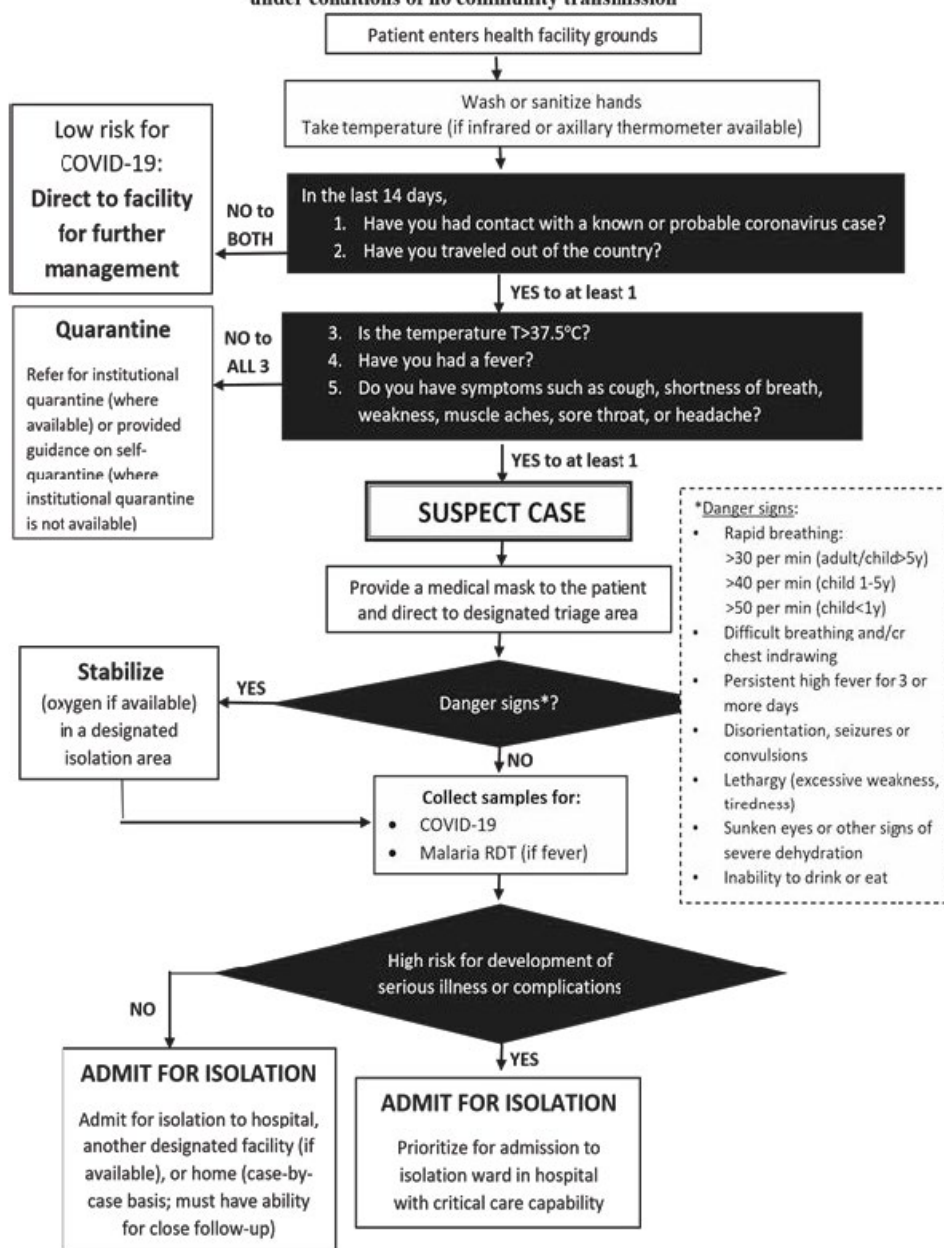 under conditions of no community transmission
Patient enters health facility grounds
Wash or sanitize hands
Take temperature (if infrared or axillary thermometer available)
Low risk for
COVID-19:
Direct to facility
for further
management
NO to
BOTH
In the last 14 days,
1. Have you had contact with a known or probable coronavirus case?
2. Have you traveled out of the country?
YES to at least 1
Quarantine
Refer for institutional
quarantine (where
available) or provided
guidance on self-
quarantine (where
institutional quarantine
is not available)
NO to
ALL 3
3. Is the temperature T>37.5°C?
4. Have you had a fever?
5. Do you have symptoms such as cough, shortness of breath,
weakness, muscle aches, sore throat, or headache?
YES to at least 1
SUSPECT CASE
Provide a medical mask to the patient
and direct to designated triage area
*Danger signs:
• Rapid breathing:
>30 per min (adult/child>5y)
>40 per min (child 1-5y)
>50 per min (child<1y)
• Difficult breathing and/or
chest indrawing
• Persistent high fever for 3 or
more days
• Disorientation, seizures or
convulsions
• Lethargy (excessive weakness,
tiredness)
• Sunken eyes or other signs of
severe dehydration
• Inability to drink or eat
Stabilize
(oxygen if available)
in a designated
isolation area
YES
Danger signs*?
NO
Collect samples for:
• COVID-19
• Malaria RDT (if fever)
High risk for development of
serious illness or complications
NO
YES
ADMIT FOR ISOLATION
Admit for isolation to hospital,
another designated facility (if
available), or home (case-by-
case basis; must have ability
for close follow-up)
ADMIT FOR ISOLATION
Prioritize for admission to
isolation ward in hospital
with critical care capability